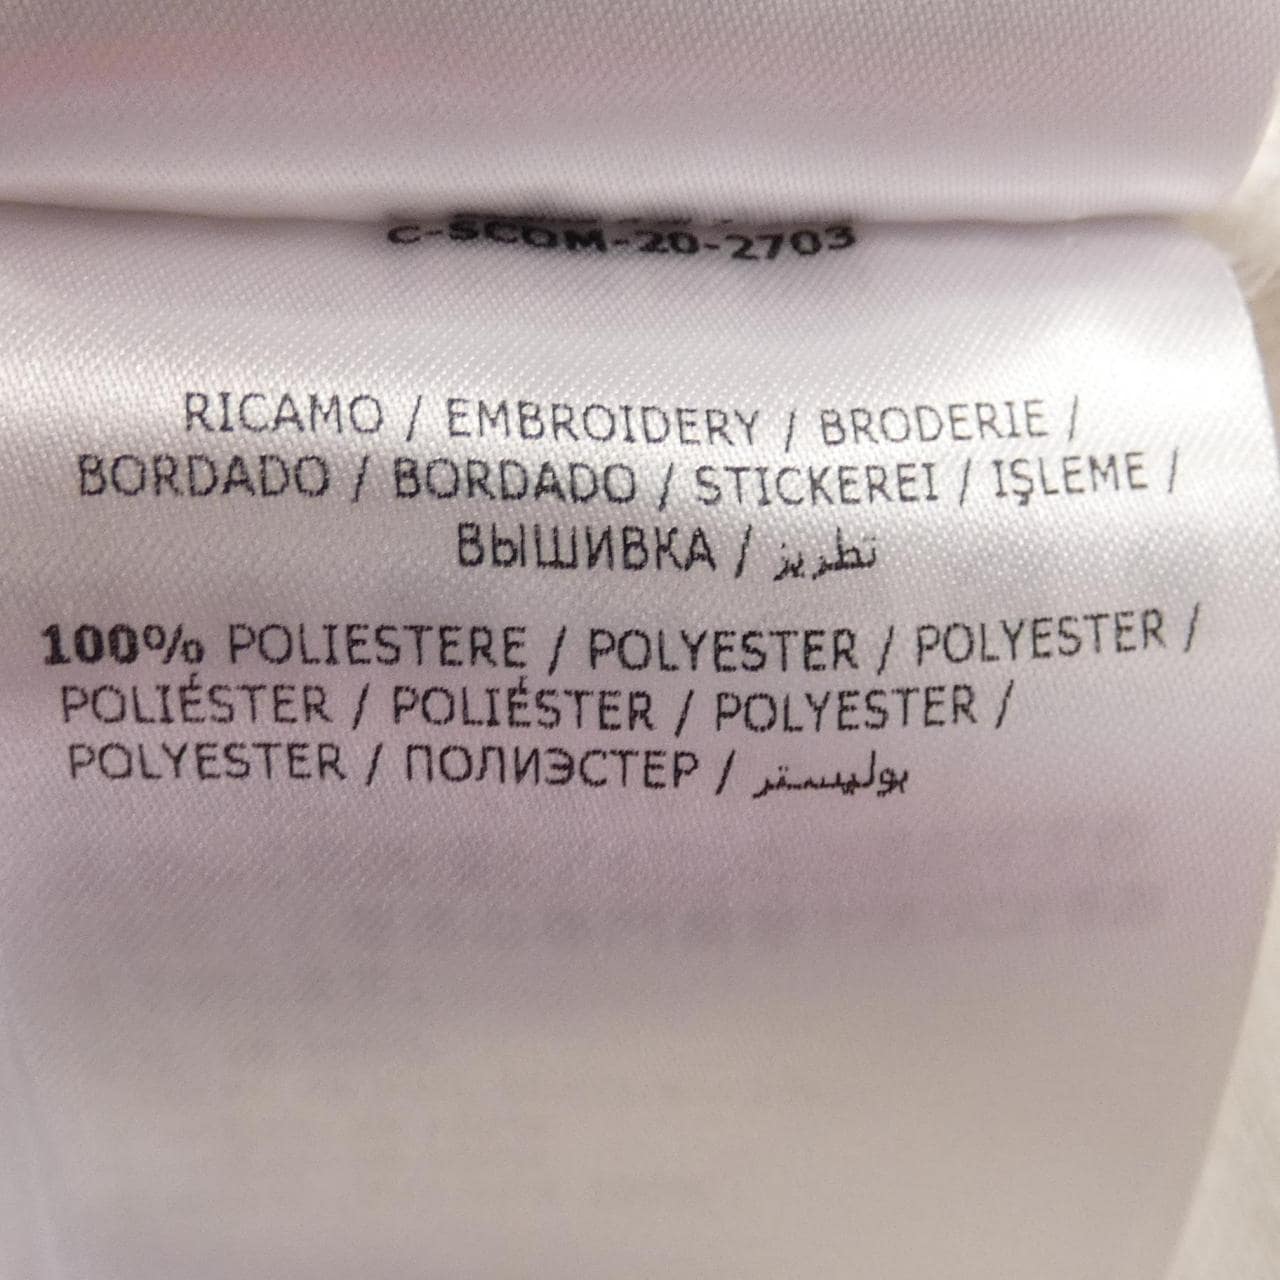 c-SCOM-20-2703
RICAMO / EMBROIDERY / BRODERIE /
BORDADO / BORDADO / STICKEREI / IŞLEME /
ВЫШИВКА / تطريز
100% POLIESTERE / POLYESTER / POLYESTER /
POLIÉSTER / POLIÉSTER / POLYESTER /
POLYESTER / ПОЛИЭСТЕР / بوليستر